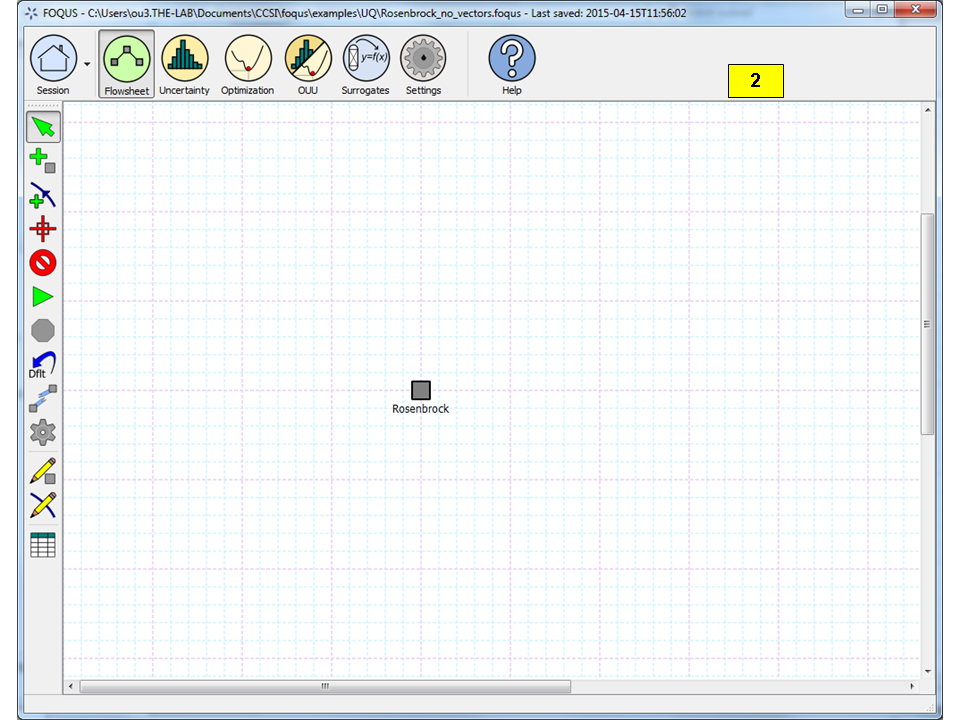 FOQUS - C:\Users\ou3.THE-LAB\Documents\CCSI\foqus\examples\UQ\Rosenbrock_no_vectors.foqus - Last saved: 2015-04-15T11:56:02
y=f(x)
Session Flowsheet Uncertainty Optimization OUU Surrogates Settings Help
2
Dflt
Rosenbrock